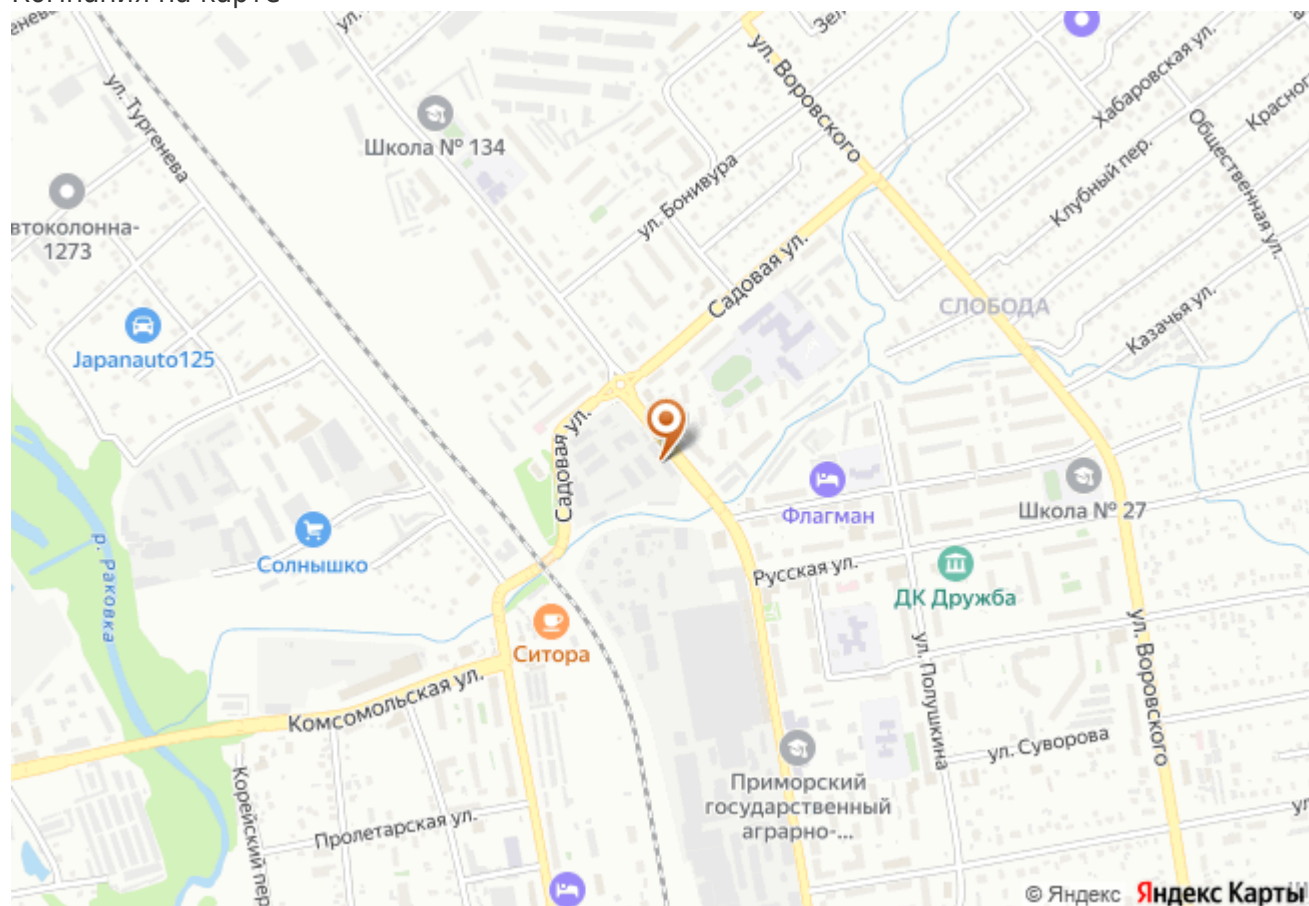 ул. Тургенева
Школа № 134
втоколонна-
1273
Japanauto125
ул. Воровского
ул. Бонивура
Садовая ул.
Хабаровская ул.
Клубный пер.
Общественная ул.
СЛОБОДА
Казачья ул.
Садовая ул.
Флагман
Школа № 27
Русская ул.
ДК Дружба
Солнышко
р. Раковка
Ситора
Комсомольская ул.
ул. Полушкина
ул. Воровского
ул. Суворова
Приморский
государственный
аграрно-...
Корейский пер
Пролетарская ул.
© Яндекс Яндекс Карты